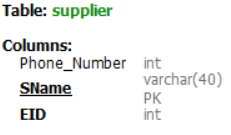 Table: supplier
Columns:
Phone_Number int
SName varchar(40)
PK
EID int